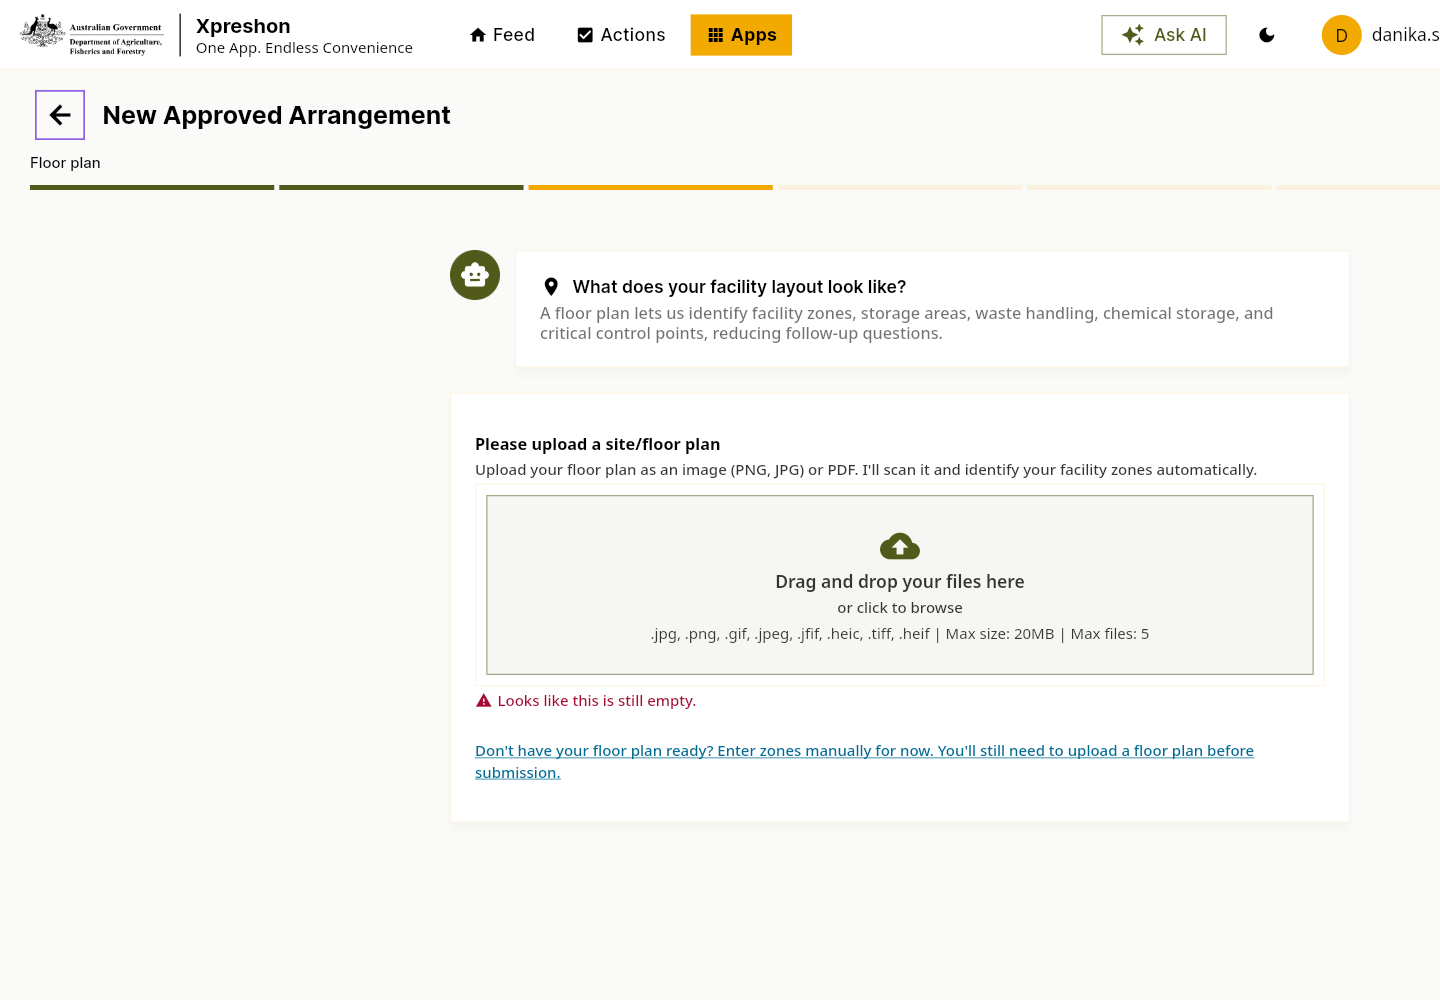 Australian Government
Department of Agriculture,
Fisheries and Forestry
Xpreshon
One App. Endless Convenience
Feed
Actions
Apps
Ask AI
D
danika.s
New Approved Arrangement
Floor plan
What does your facility layout look like?
A floor plan lets us identify facility zones, storage areas, waste handling, chemical storage, and
critical control points, reducing follow-up questions.
Please upload a site/floor plan
Upload your floor plan as an image (PNG, JPG) or PDF. I'll scan it and identify your facility zones automatically.
Drag and drop your files here
or click to browse
.jpg, .png, .gif, .jpeg, .jfif, .heic, .tiff, .heif | Max size: 20MB | Max files: 5
Looks like this is still empty.
Don't have your floor plan ready? Enter zones manually for now. You'll still need to upload a floor plan before
submission.